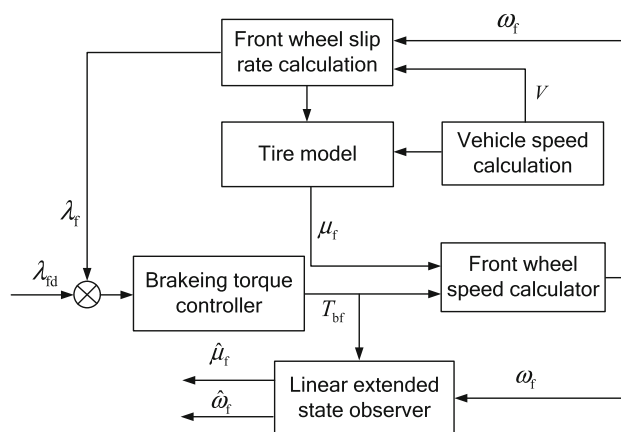 Front wheel slip
rate calculation
ω_f
V
Vehicle speed
calculation
Tire model
λ_f
μ_f
λ_fd
Brakeing torque
controller
Front wheel
speed calculator
T_bf
μ̂_f
Linear extended
state observer
ω_f
ω̂_f